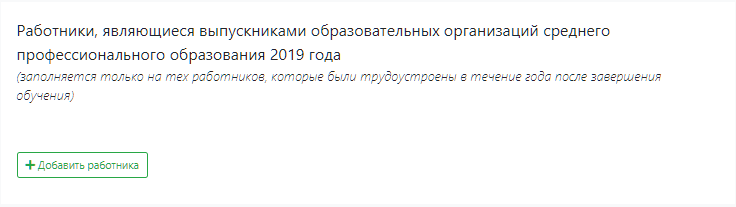 Работники, являющиеся выпускниками образовательных организаций среднего
профессионального образования 2019 года
(заполняется только на тех работников, которые были трудоустроены в течение года после завершения
обучения)
+ Добавить работника